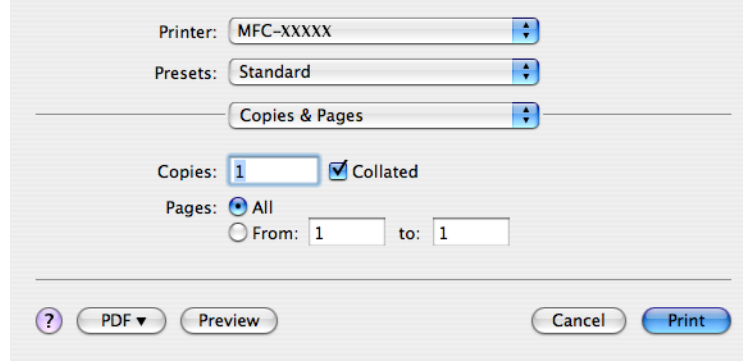 Printer: MFC-XXXXX
Presets: Standard
Copies & Pages
Copies: 1 Collated
Pages: All
From: 1 to: 1
? PDF▼ Preview Cancel Print